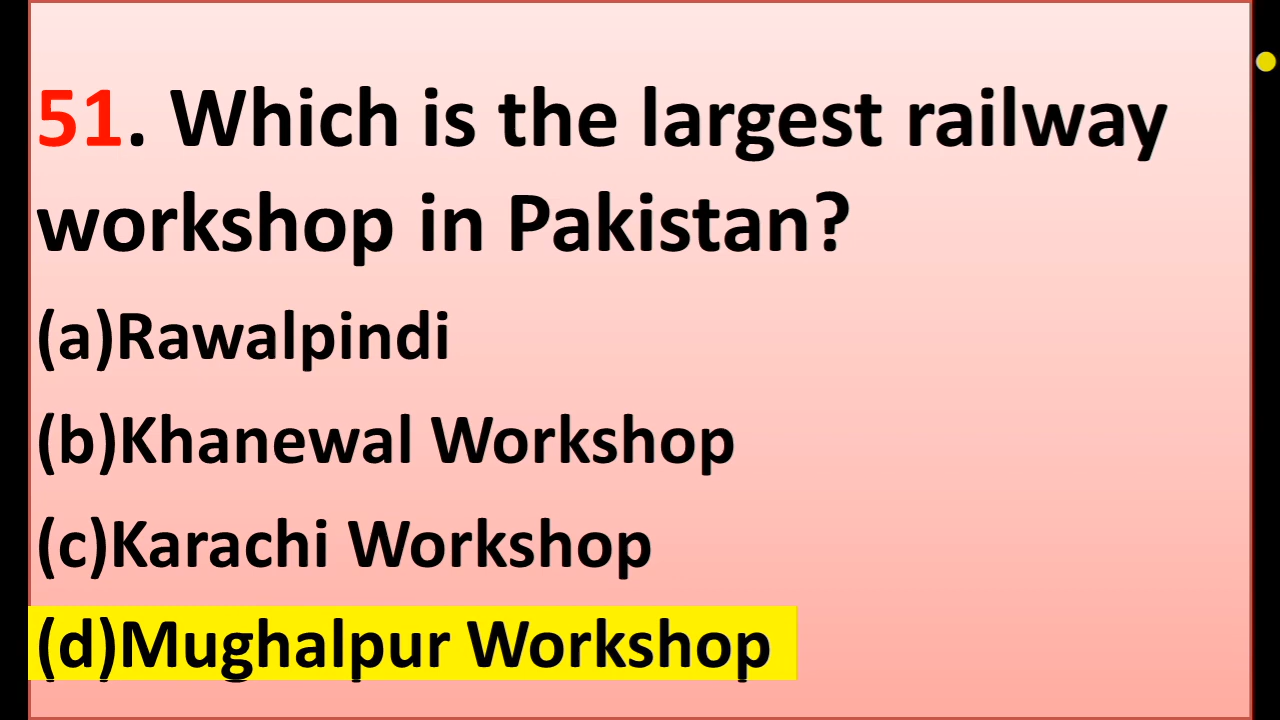 51. Which is the largest railway
workshop in Pakistan?
(a)Rawalpindi
(b)Khanewal Workshop
(c)Karachi Workshop
(d)Mughalpur Workshop